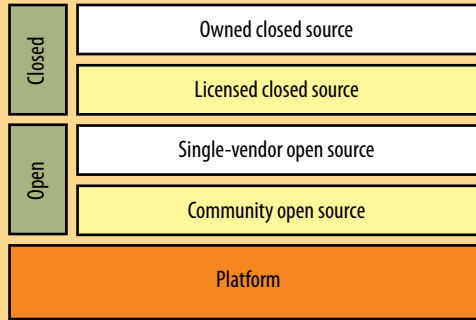 Closed
Owned closed source
Licensed closed source
Open
Single-vendor open source
Community open source
Platform